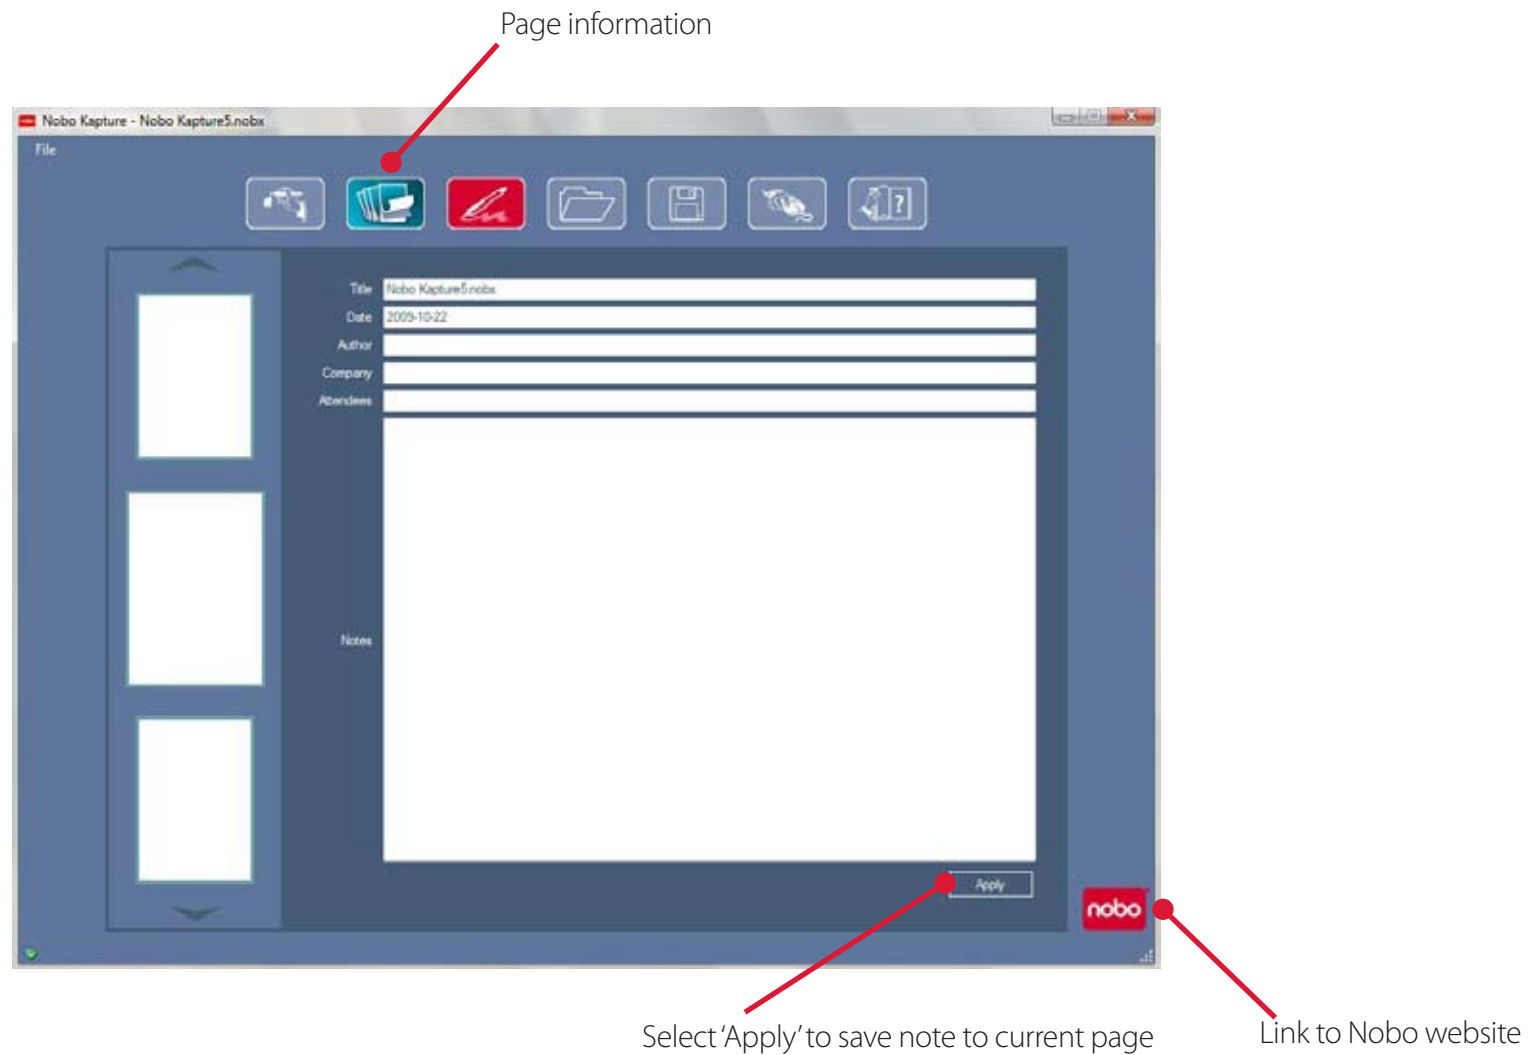 Page information
Nobo Kapture - Nobo Kapture5.nobx
File
?
Title Nobo Kapture5.nobx
Date 2009-10-22
Author
Company
Attendees
Notes
Apply
nobo
Select 'Apply' to save note to current page
Link to Nobo website